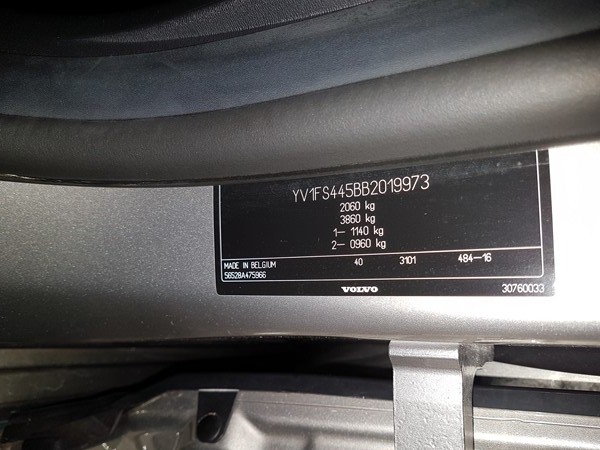 YV1FS445BB2019973
2060 kg
3860 kg
1- 1140 kg
2- 0960 kg
MADE IN BELGIUM 40 3101 484-16
56528A475966
VOLVO 30760033